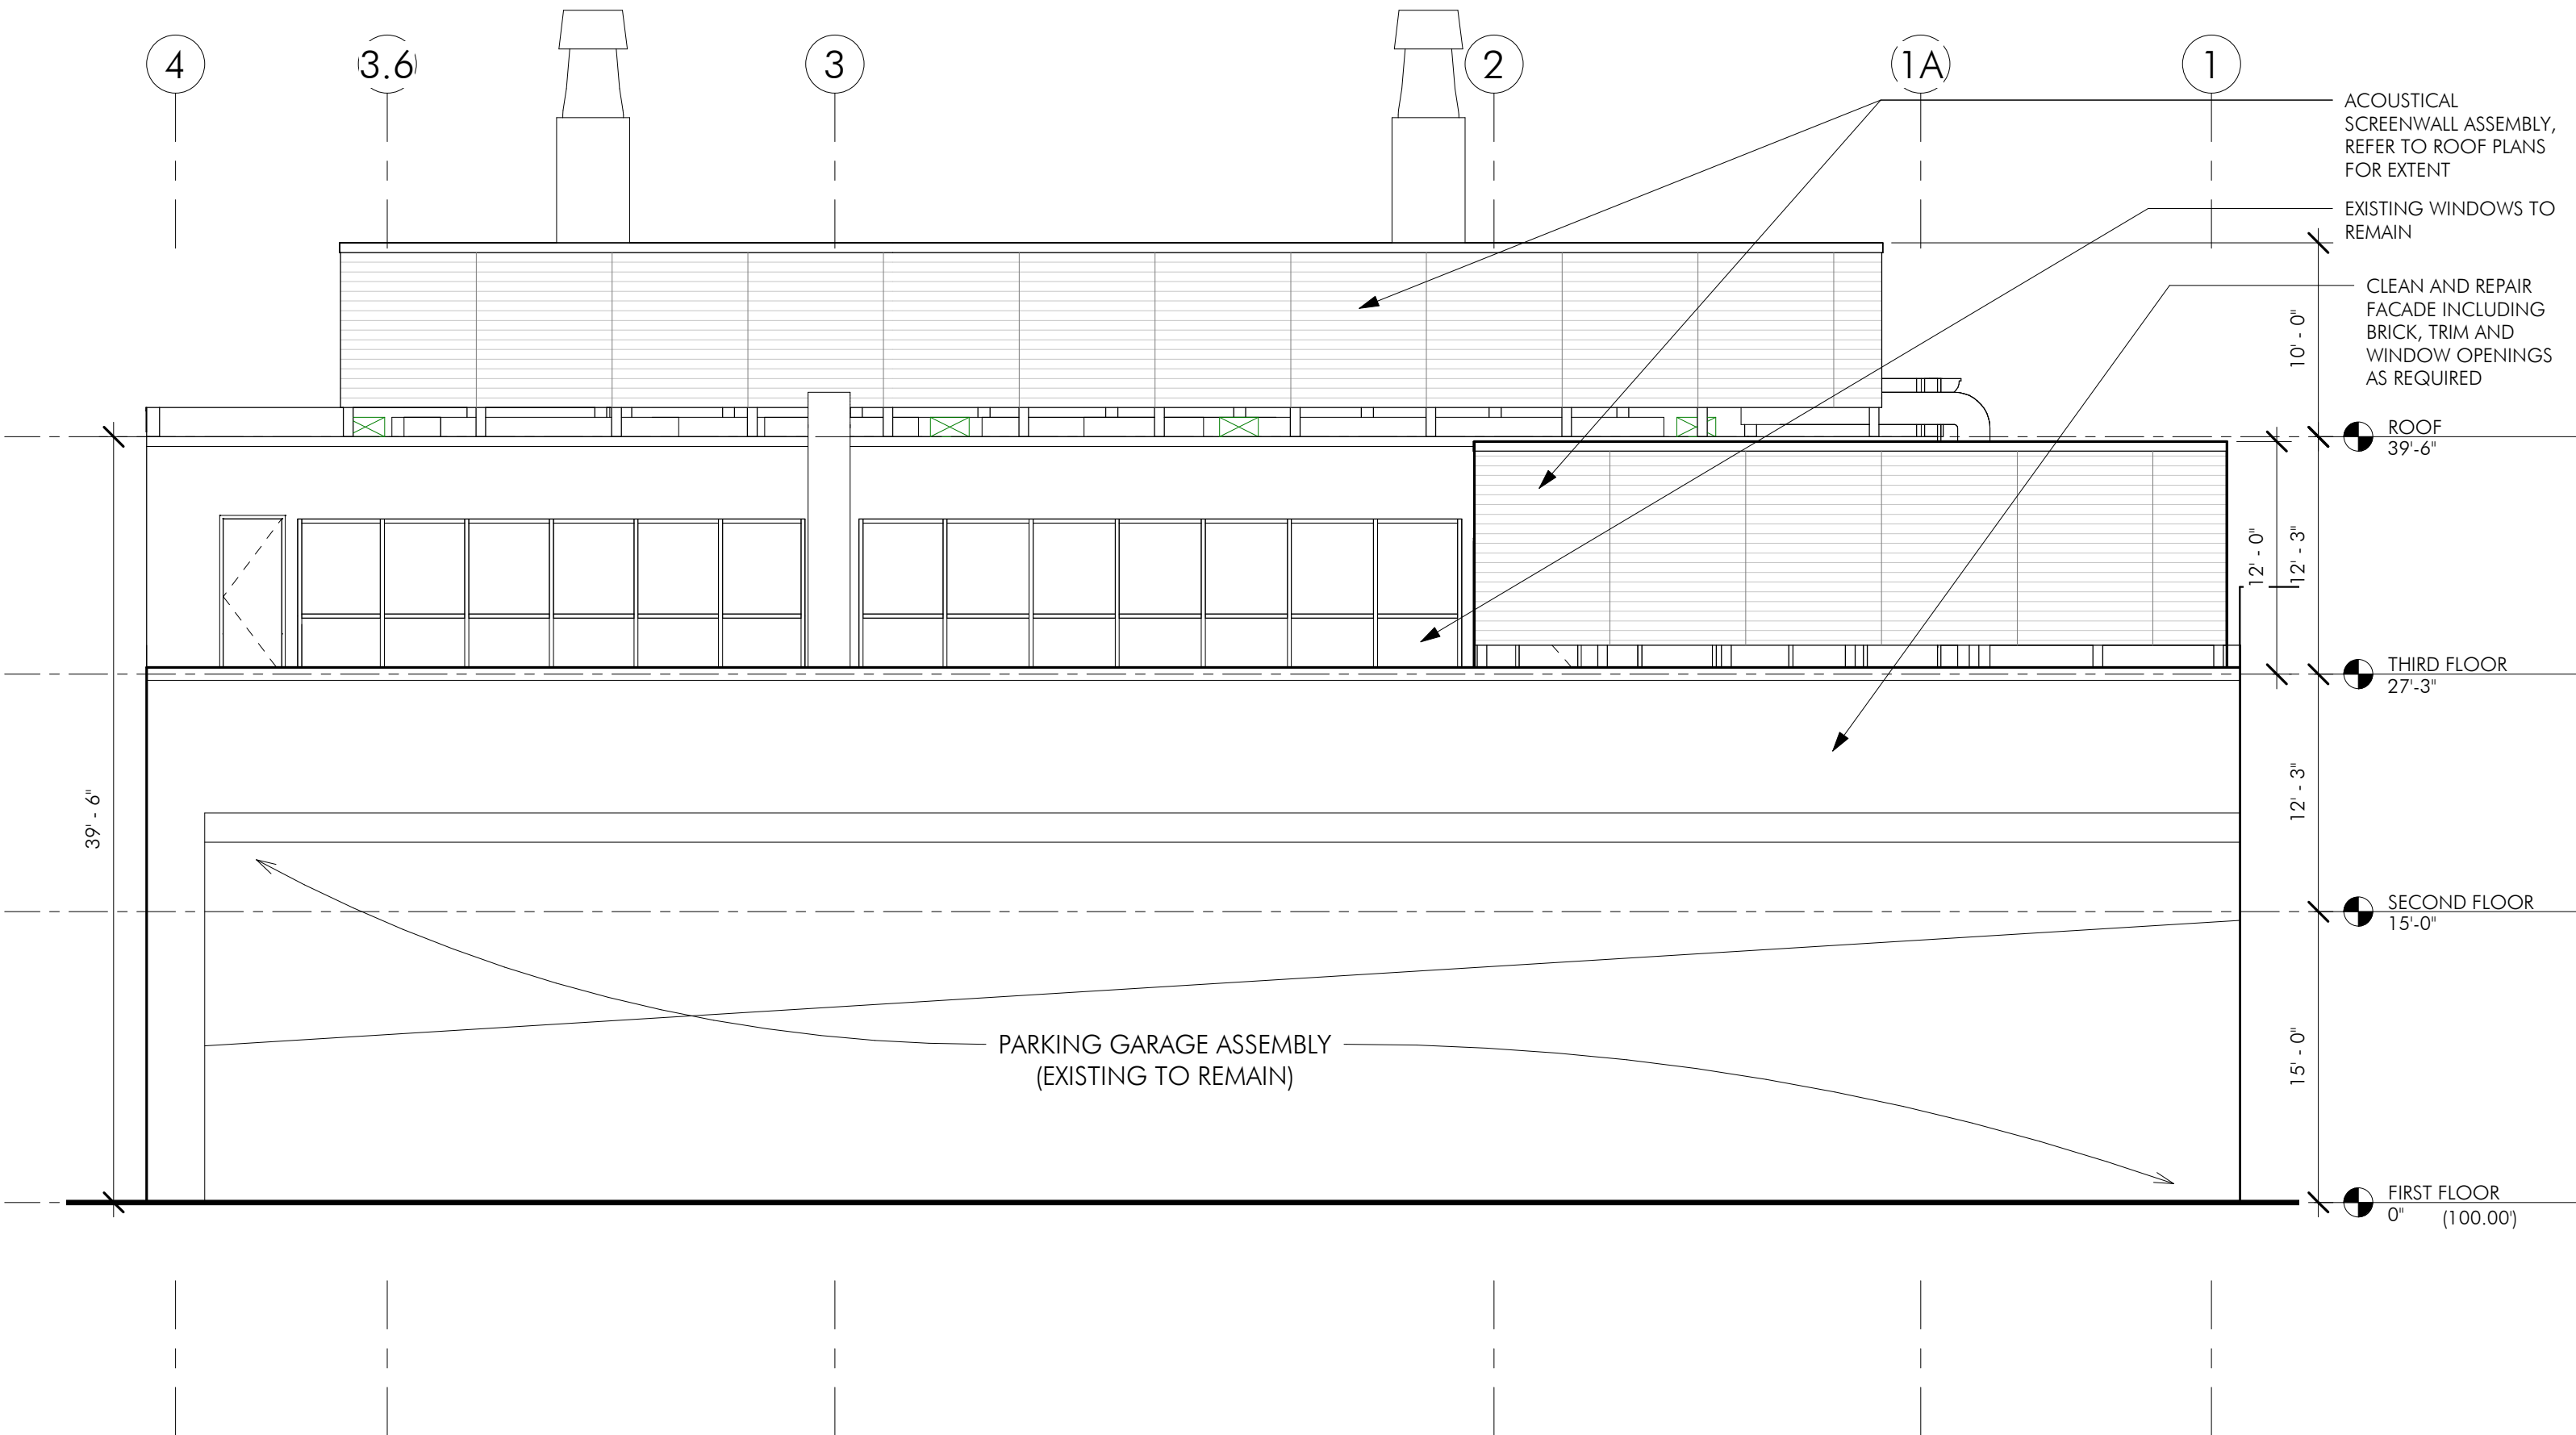 4
3.6
3
2
1A
1
ACOUSTICAL
SCREENWALL ASSEMBLY,
REFER TO ROOF PLANS
FOR EXTENT
EXISTING WINDOWS TO
REMAIN
CLEAN AND REPAIR
FACADE INCLUDING
BRICK, TRIM AND
WINDOW OPENINGS
AS REQUIRED
10' - 0"
ROOF
39'-6"
12' - 0"
12' - 3"
THIRD FLOOR
27'-3"
39' - 6"
12' - 3"
SECOND FLOOR
15'-0"
PARKING GARAGE ASSEMBLY
(EXISTING TO REMAIN)
15' - 0"
FIRST FLOOR
0" (100.00')